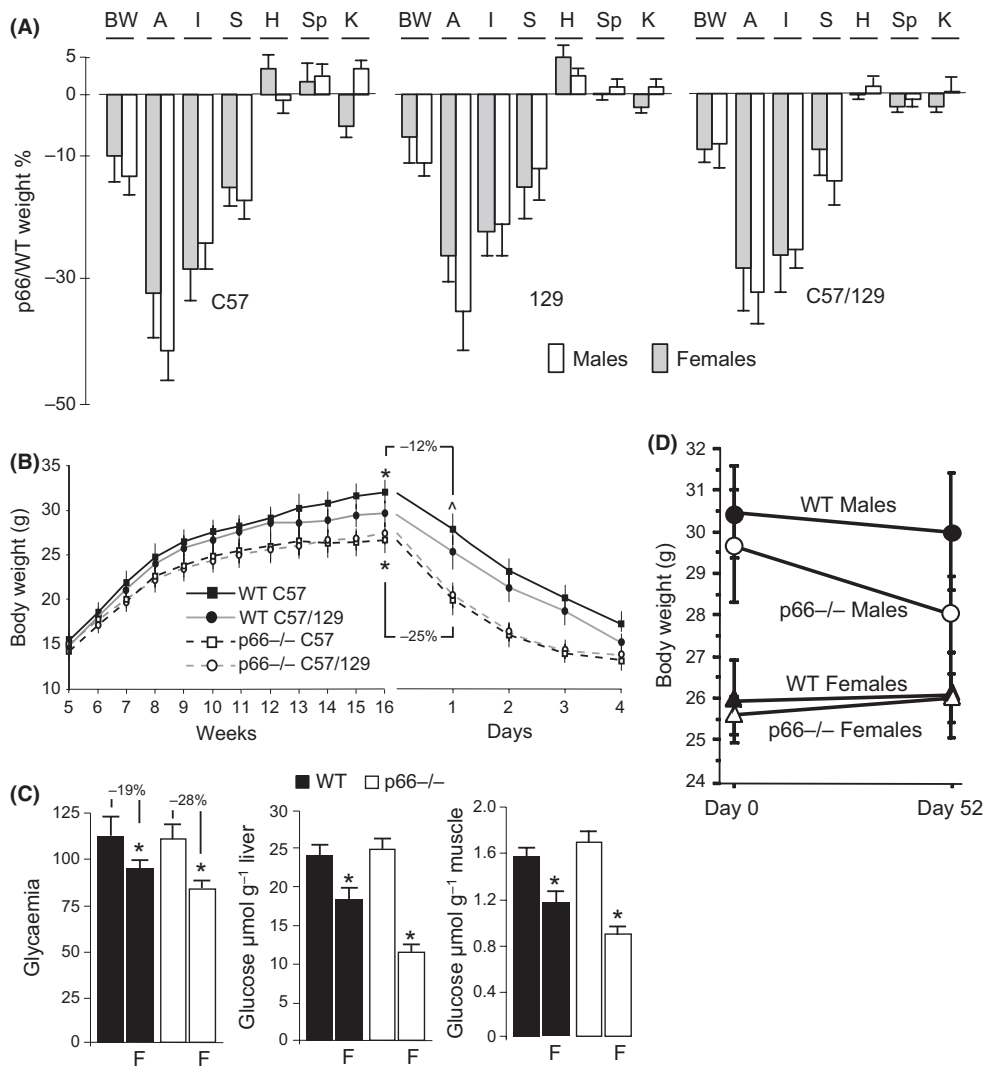 (A)
BW A I S H Sp K BW A I S H Sp K BW A I S H Sp K
p66/WT weight %
5
0
–10
–30
–50
C57
129
C57/129
Males Females
(B)
Body weight (g)
35
30
25
20
15
10
–12%
*
^
*
–25%
WT C57
WT C57/129
p66–/– C57
p66–/– C57/129
5 6 7 8 9 10 11 12 13 14 15 16 1 2 3 4
Weeks Days
(D)
Body weight (g)
32
31
30
29
28
27
26
25
24
WT Males
p66–/– Males
WT Females
p66–/– Females
Day 0 Day 52
(C)
WT p66–/–
Glycaemia
125
100
75
50
25
0
–19%
–28%
* *
F F
Glucose µmol g⁻¹ liver
30
25
20
15
10
5
0
* *
F F
Glucose µmol g⁻¹ muscle
2.0
1.6
1.2
0.8
0.4
0
* *
F F